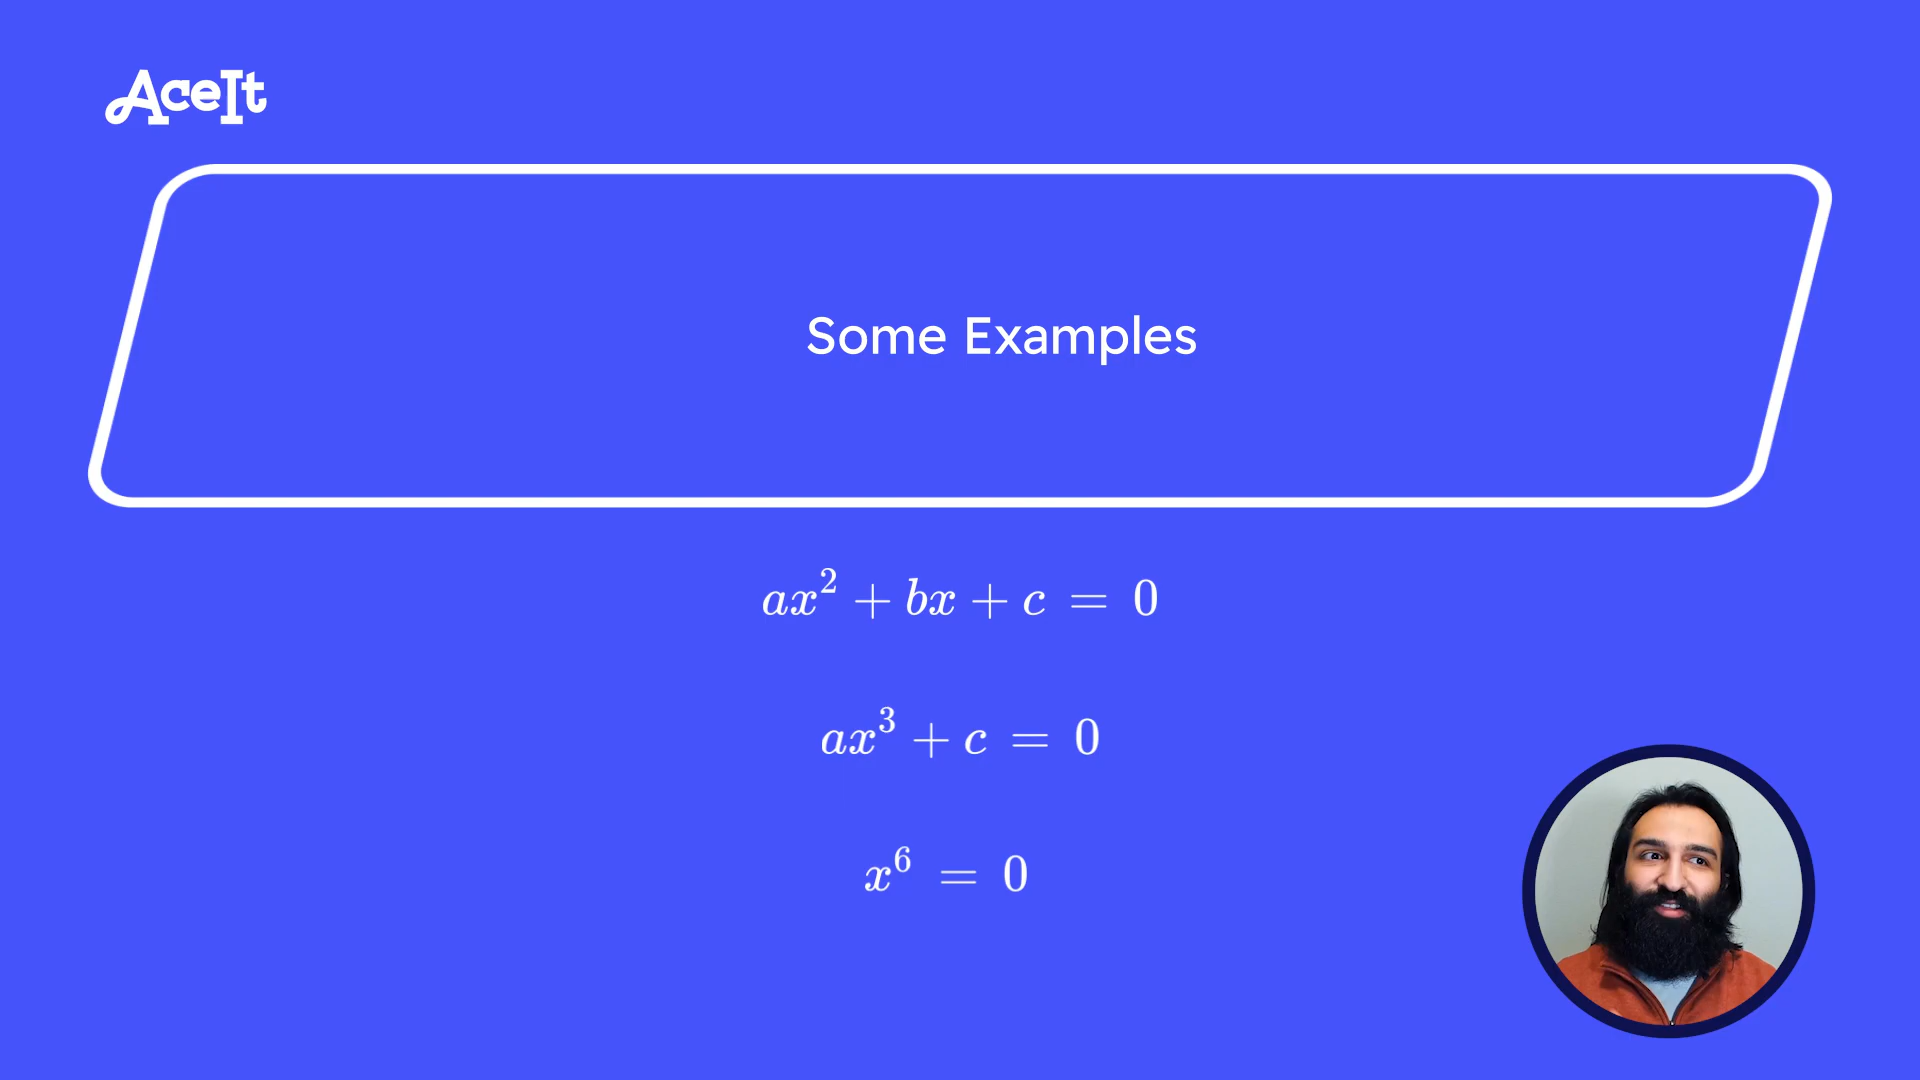 AceIt
Some Examples
ax² + bx + c = 0
ax³ + c = 0
x⁶ = 0